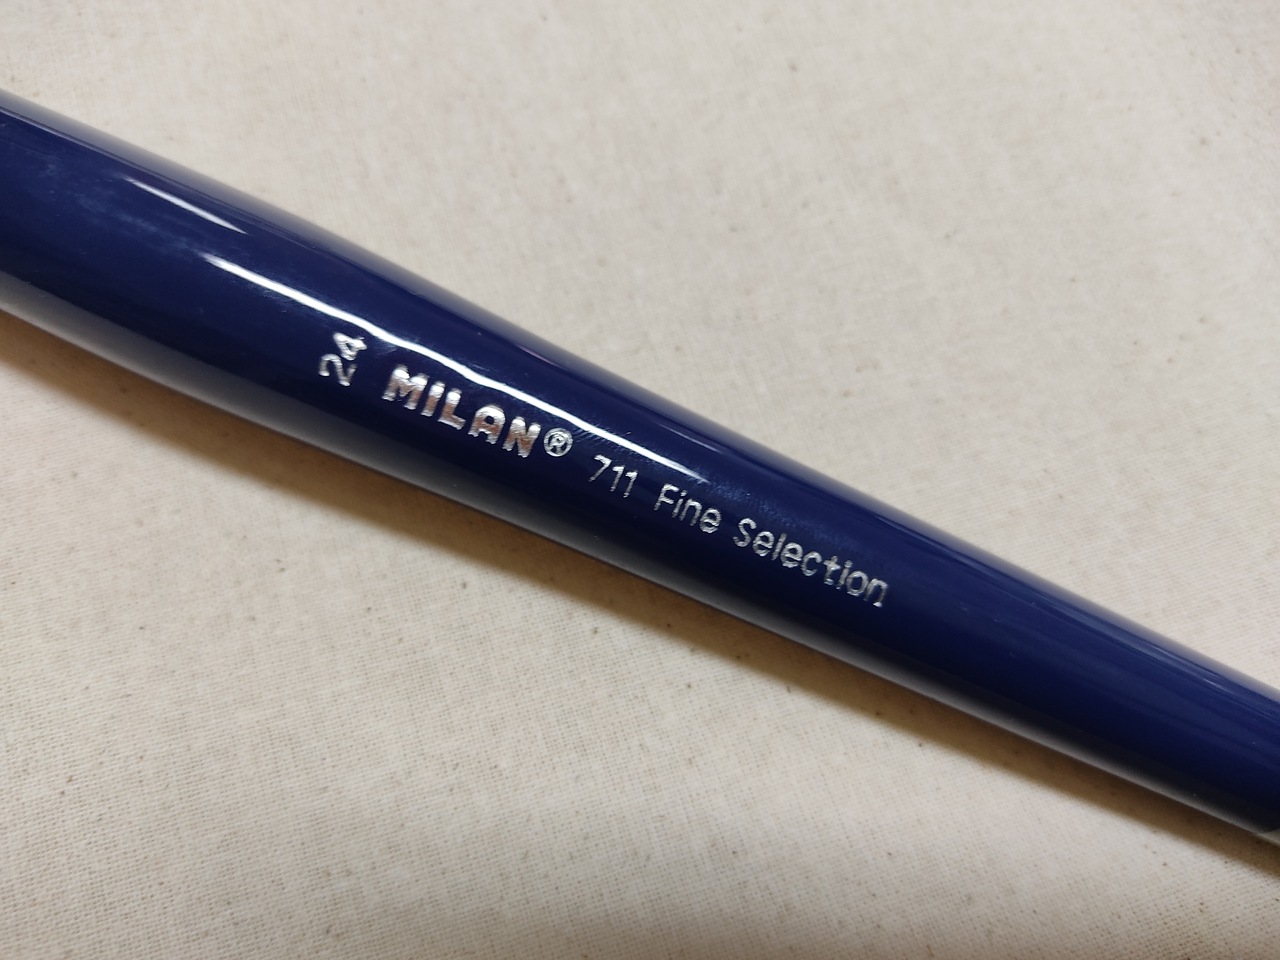 24 MILAN® 711 Fine Selection